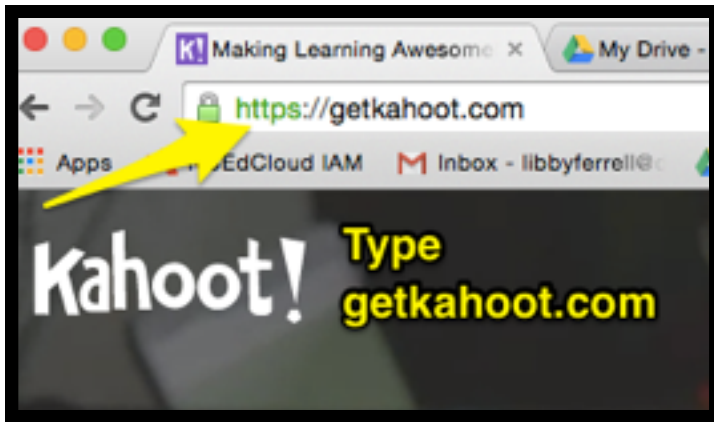 K! Making Learning Awesome
My Drive -
https://getkahoot.com
Apps
EdCloud IAM
Inbox - libbyferrell@
Kahoot!
Type
getkahoot.com